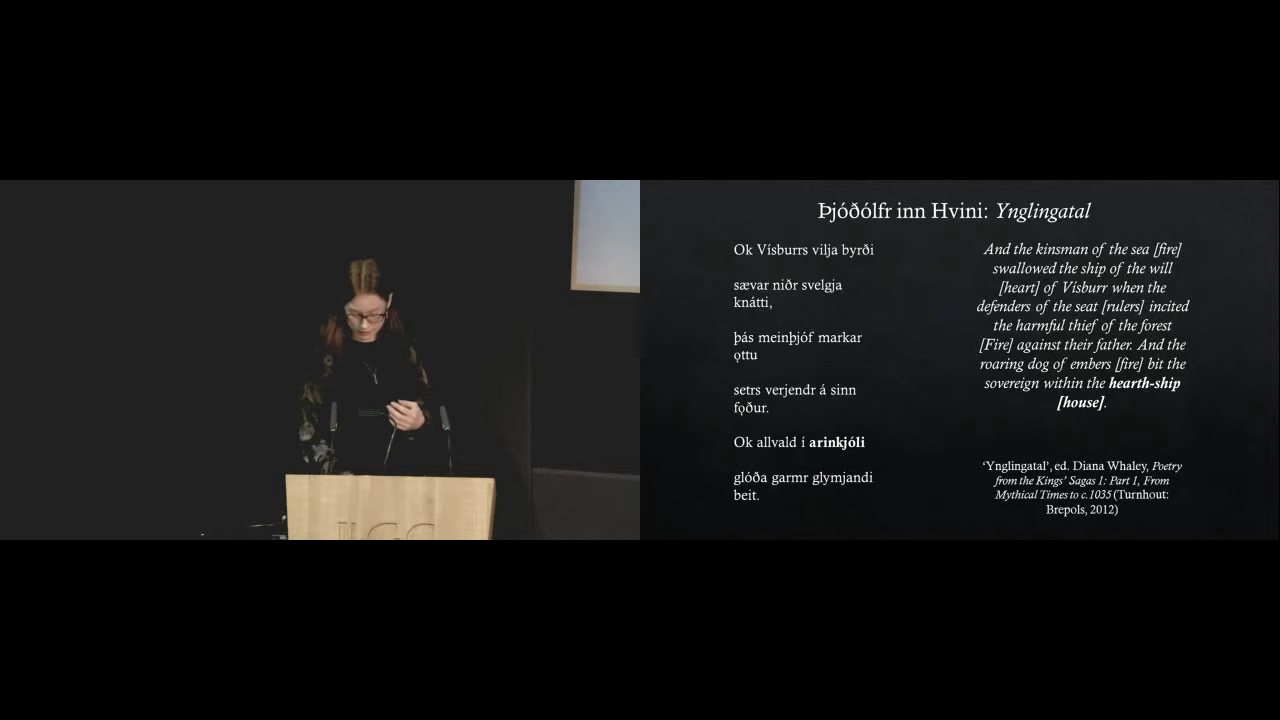 Þjóðólfr inn Hvini: Ynglingatal
Ok Vísburrs vilja byrði
sævar niðr svelgja
knátti,
þás meinþjóf markar
ǫttu
setrs verjendr á sinn
fǫður.
Ok allvald í arinkjóli
glóða garmr glymjandi
beit.
And the kinsman of the sea [fire]
swallowed the ship of the will
[heart] of Vísburr when the
defenders of the seat [rulers] incited
the harmful thief of the forest
[Fire] against their father. And the
roaring dog of embers [fire] bit the
sovereign within the hearth-ship
[house].
‘Ynglingatal’, ed. Diana Whaley, Poetry
from the Kings’ Sagas 1: Part 1, From
Mythical Times to c.1035 (Turnhout:
Brepols, 2012)